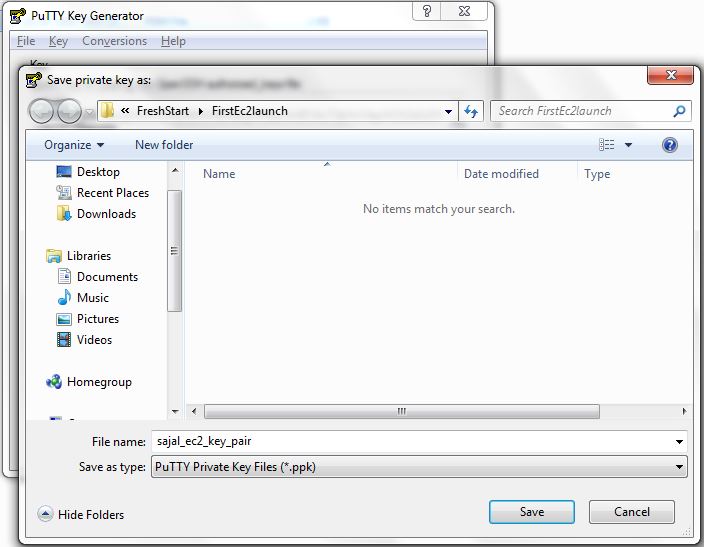 PuTTY Key Generator
?
File Key Conversions Help
Key
Save private key as:
« FreshStart FirstEc2launch
Search FirstEc2launch
Organize New folder
?
Name Date modified Type
No items match your search.
Desktop
Recent Places
Downloads
Libraries
Documents
Music
Pictures
Videos
Homegroup
File name: sajal_ec2_key_pair
Save as type: PuTTY Private Key Files (*.ppk)
Hide Folders Save Cancel